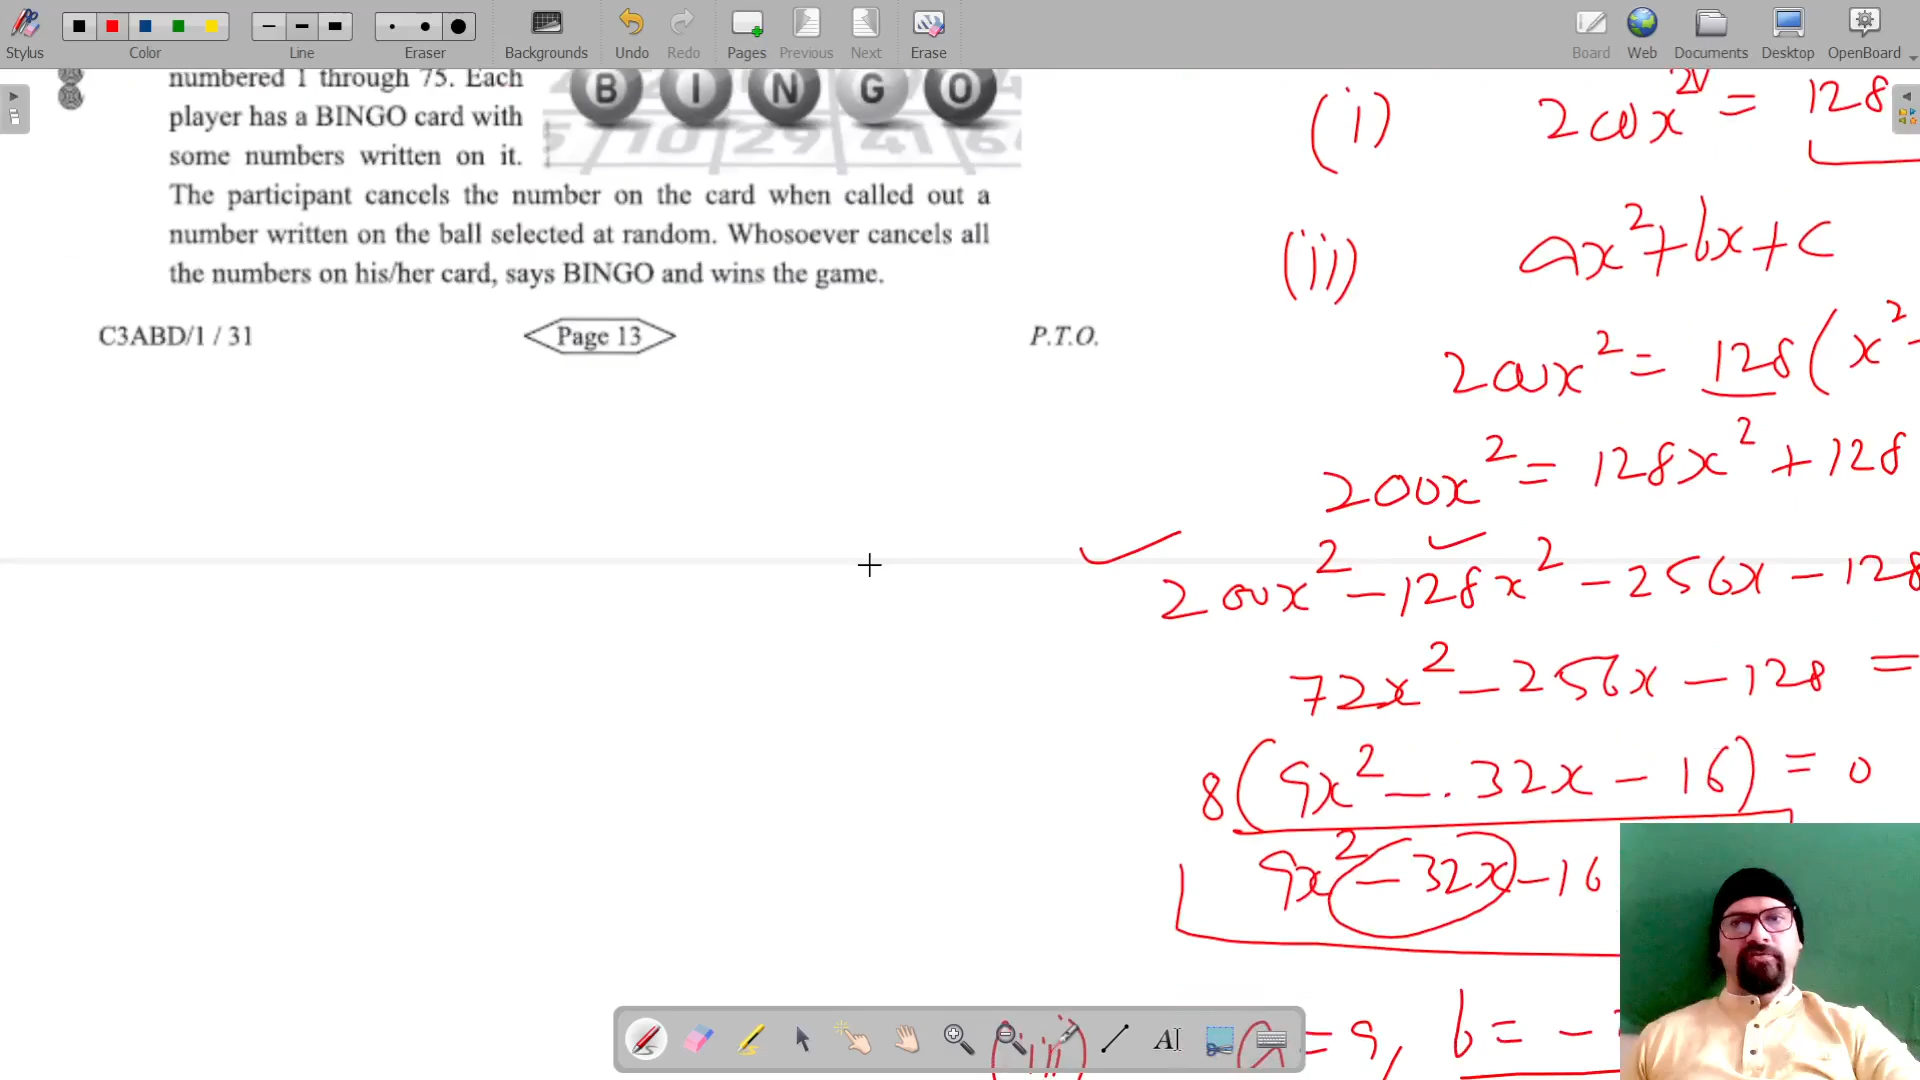 Stylus Color Line Eraser Backgrounds Undo Redo Pages Previous Next Erase Board Web Documents Desktop OpenBoard
numbered 1 through 75. Each
player has a BINGO card with
some numbers written on it.
B I N G O
10 29 41
The participant cancels the number on the card when called out a
number written on the ball selected at random. Whosoever cancels all
the numbers on his/her card, says BINGO and wins the game.
C3ABD/1 / 31 Page 13 P.T.O.
(i) 200x² = 128
(ii) ax²+bx+c
200x² = 128(x²
200x² = 128x² + 128
200x² - 128x² - 256x - 128
72x² - 256x - 128 =
8(9x² - 32x - 16) = 0
9x² - 32x - 16
(iii) a = 9, b = -